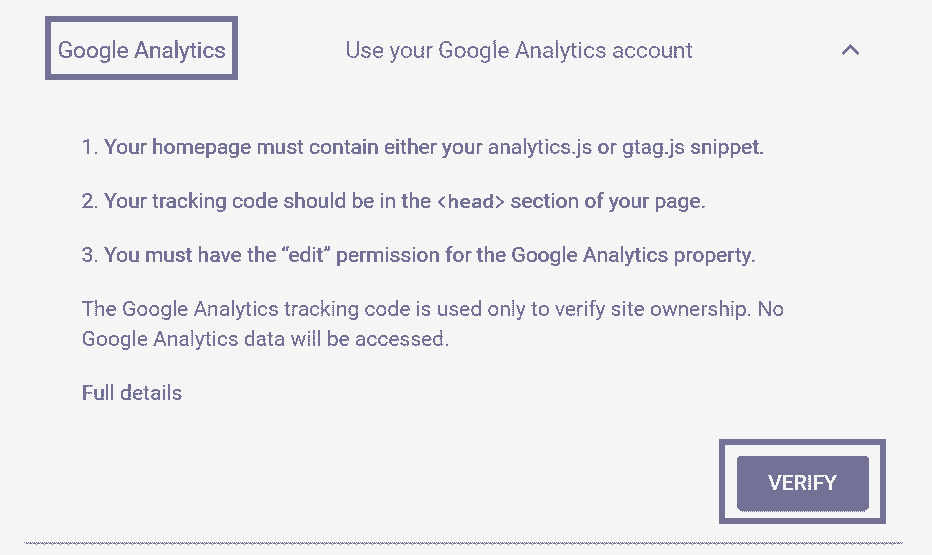 Google Analytics
Use your Google Analytics account
1. Your homepage must contain either your analytics.js or gtag.js snippet.
2. Your tracking code should be in the <head> section of your page.
3. You must have the “edit” permission for the Google Analytics property.
The Google Analytics tracking code is used only to verify site ownership. No
Google Analytics data will be accessed.
Full details
VERIFY